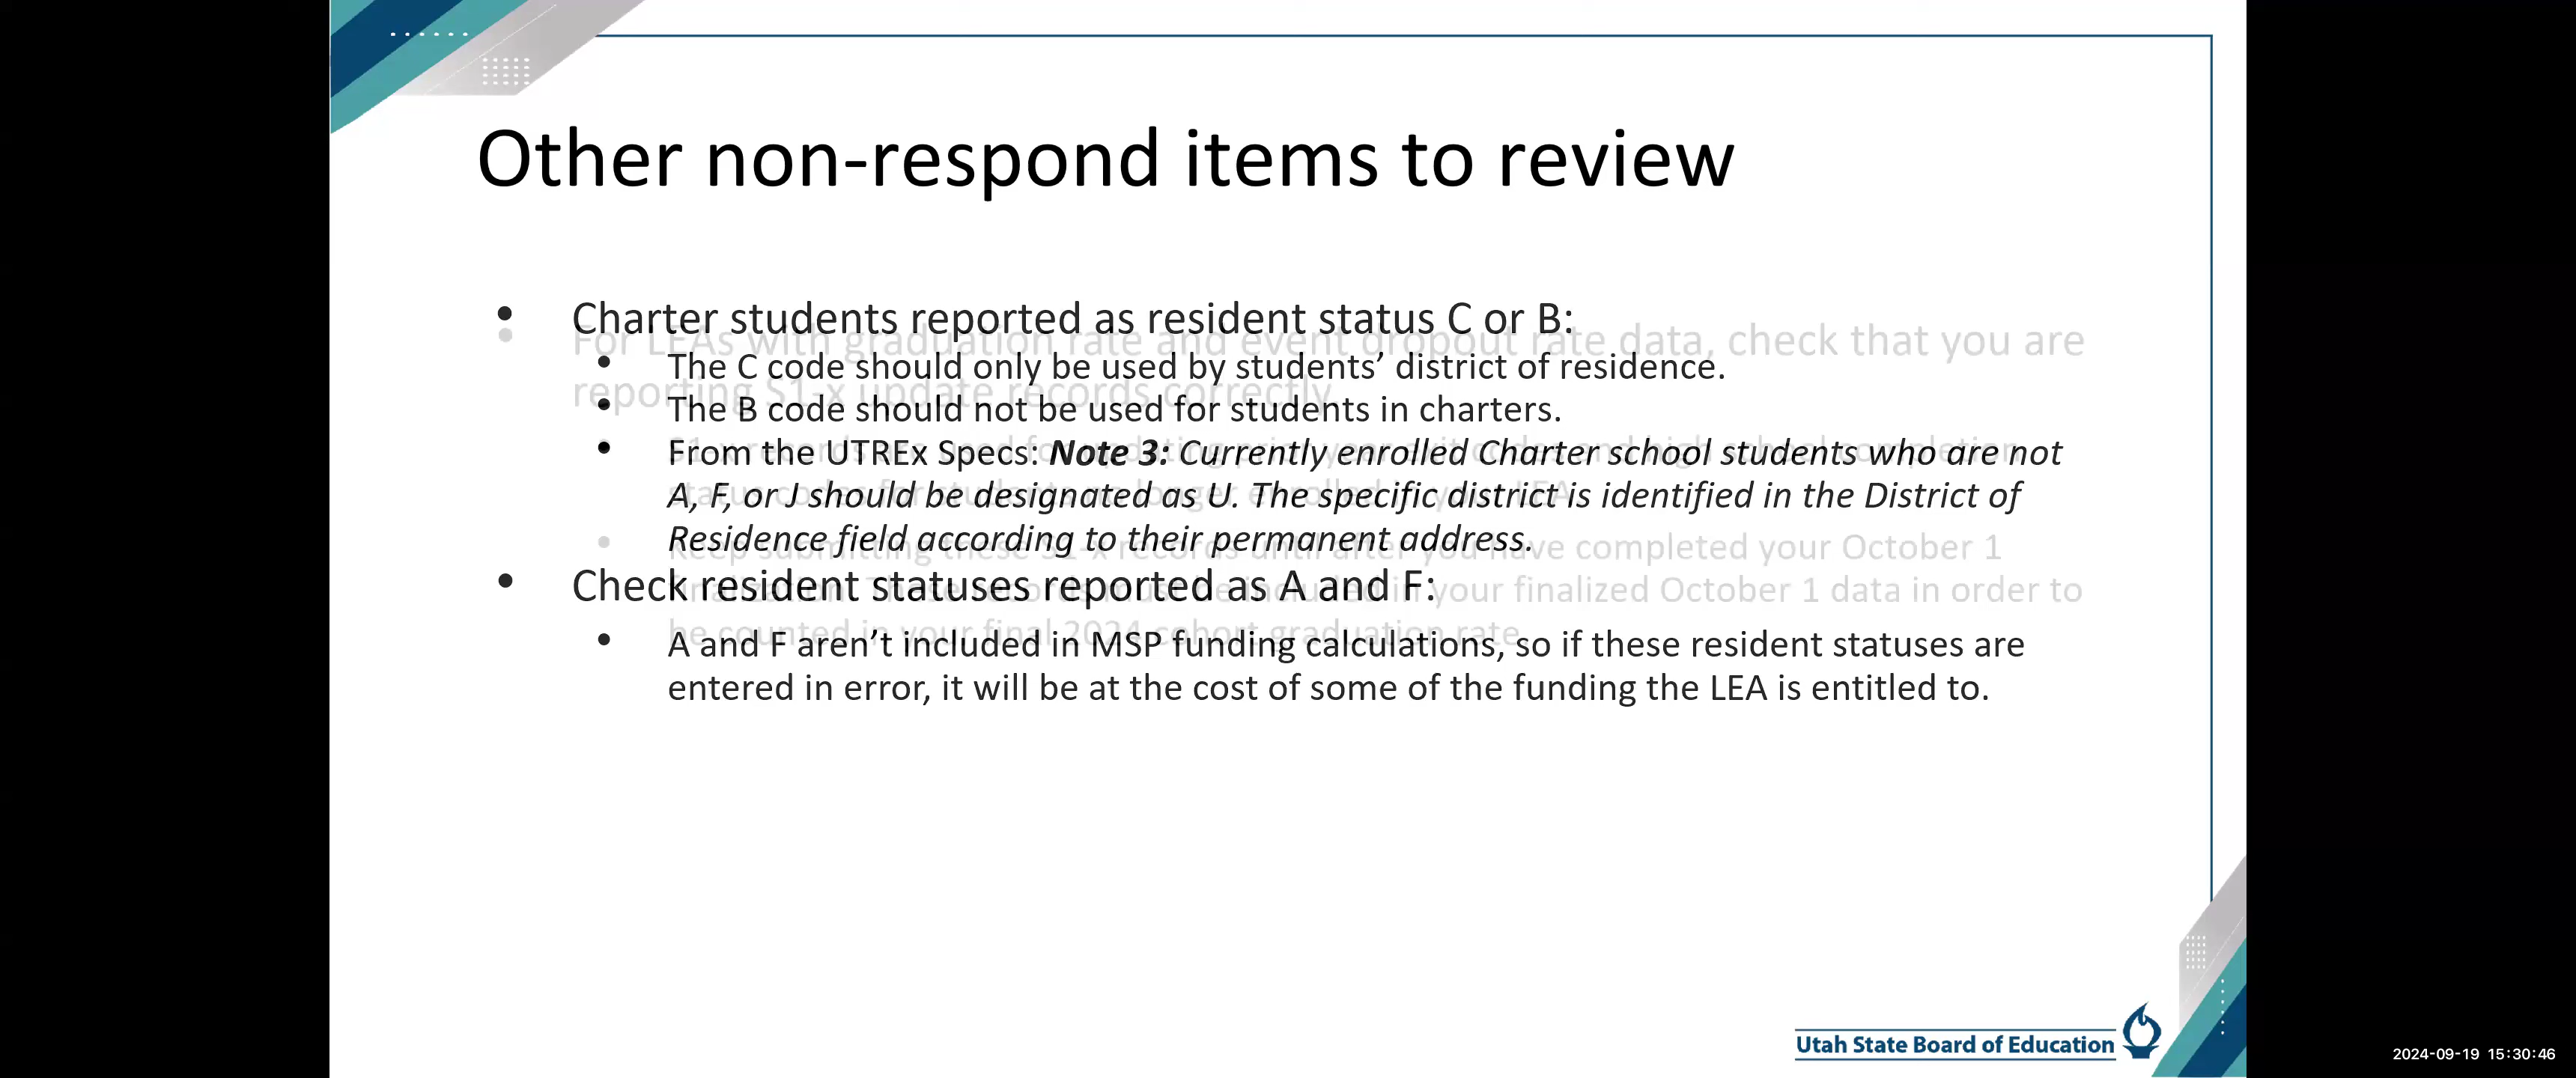 Other non-respond items to review
• Charter students reported as resident status C or B:
• For LEAs with graduation rate and event dropout rate data, check that you are
• The C code should only be used by students’ district of residence.
reporting S1-x update records correctly.
• The B code should not be used for students in charters.
• From the UTREx Specs: Note 3: Currently enrolled Charter school students who are not
A, F, or J should be designated as U. The specific district is identified in the District of
Residence field according to their permanent address.
• Keep submitting these S1-x records until after you have completed your October 1
• Check resident statuses reported as A and F:
your finalized October 1 data in order to
be counted in your final 2024 cohort graduation rate
• A and F aren’t included in MSP funding calculations, so if these resident statuses are
entered in error, it will be at the cost of some of the funding the LEA is entitled to.
Utah State Board of Education
2024-09-19 15:30:46